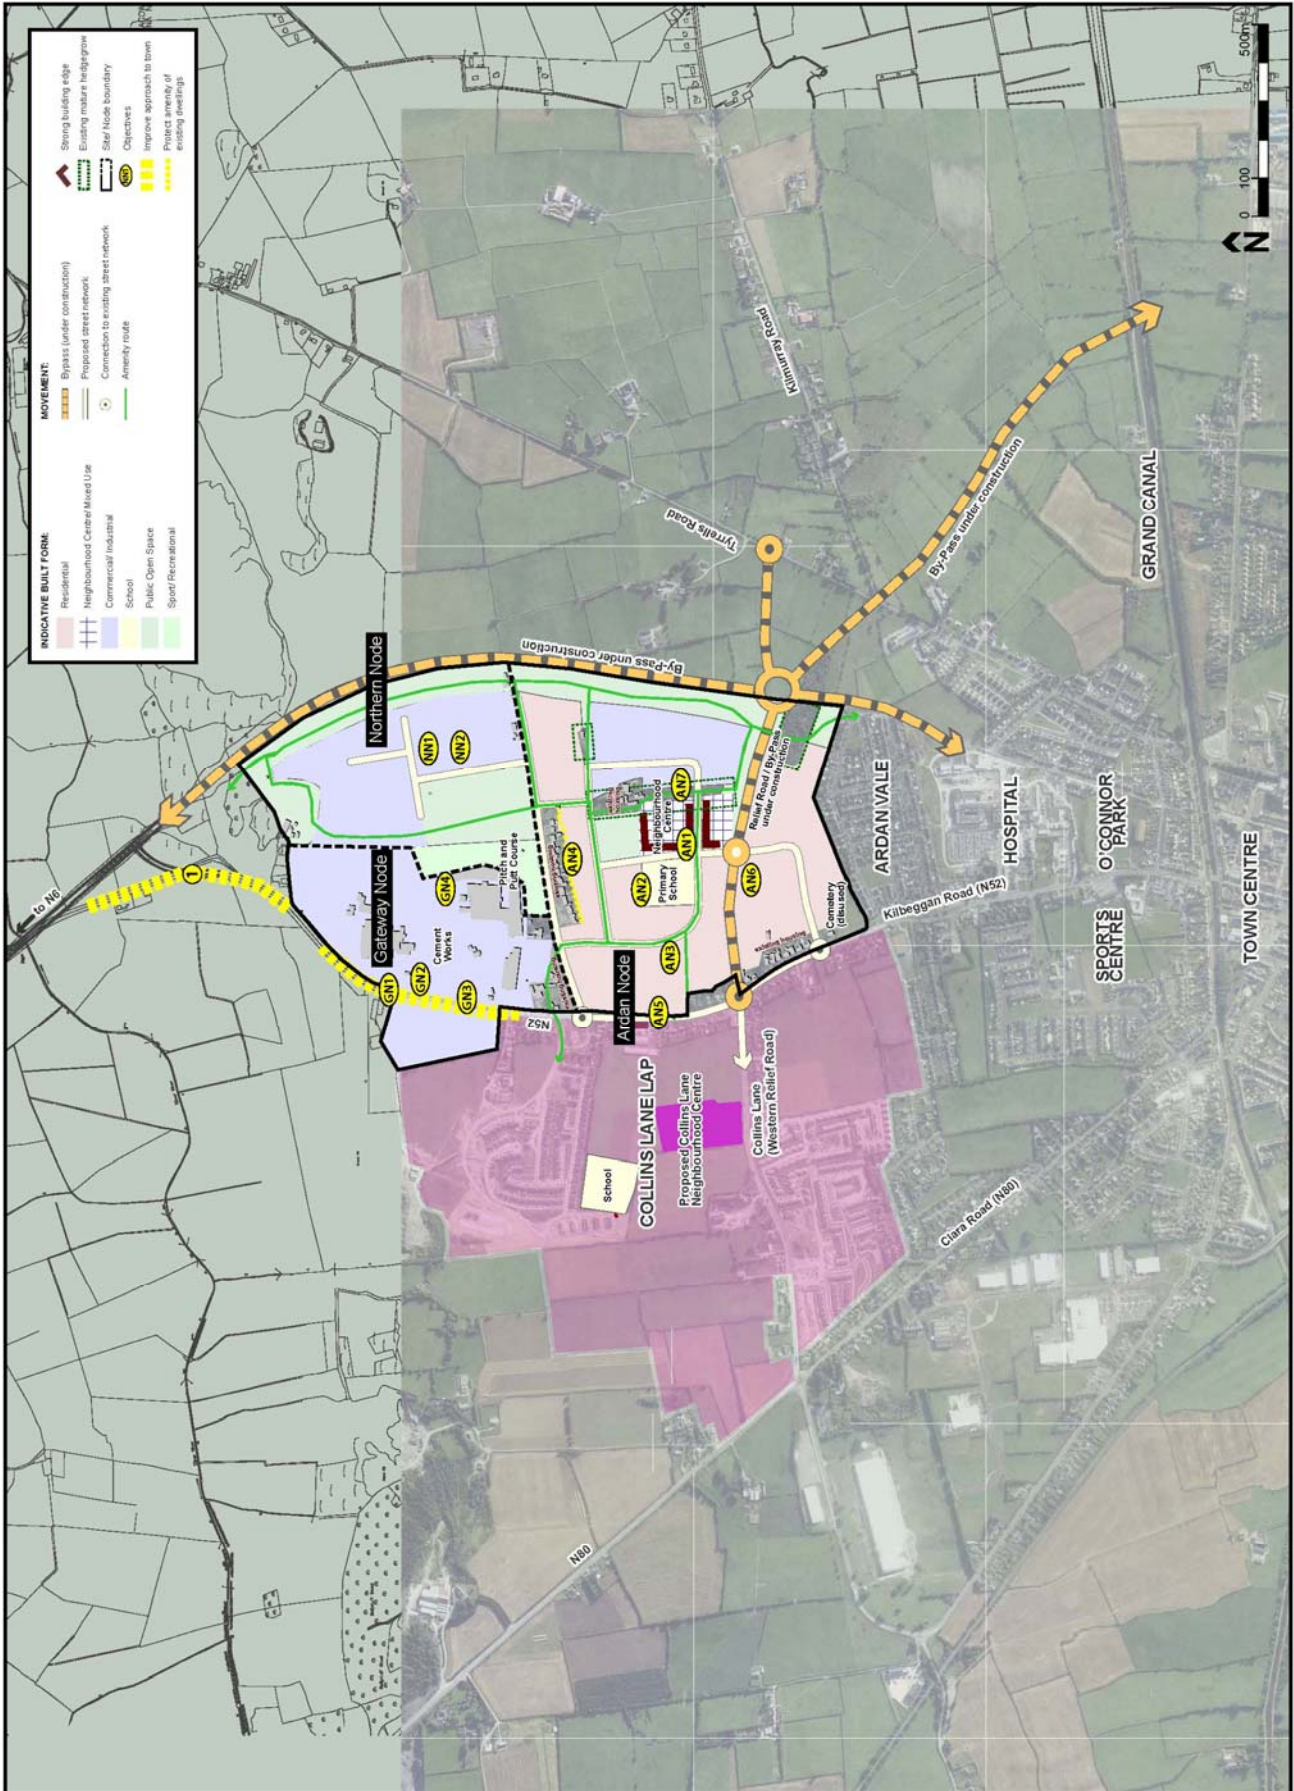 INDICATIVE BUILT FORM:
Residential
Neighbourhood Centre/ Mixed Use
Commercial/ Industrial
School
Public Open Space
Sport/ Recreational
MOVEMENT:
Bypass (under construction)
Proposed street network
Connection to existing street network
Amenity route
Strong building edge
Existing mature hedgegrow
Site/ Node boundary
NN1
Objectives
Improve approach to town
Protect amenity of
existing dwellings
to N6
1
Northern Node
NN1
NN2
By-Pass under construction
Gateway Node
GN1
GN2
GN3
GN4
Cement
Works
Pitch and
Putt Course
N52
Ardan Node
AN4
AN2
Primary
School
AN1
Neighbourhood
Centre
AN7
AN3
AN5
AN6
existing housing
Relief Road / By-Pass
under construction
Cemetery
(disused)
Tyrrells Road
Kilmurray Road
By-Pass under construction
School
COLLINS LANE LAP
Proposed Collins Lane
Neighbourhood Centre
Collins Lane
(Western Relief Road)
ARDAN VALE
Kilbeggan Road (N52)
HOSPITAL
SPORTS
CENTRE
O'CONNOR
PARK
TOWN CENTRE
GRAND CANAL
Clara Road (N80)
N80
N
0
100
500m